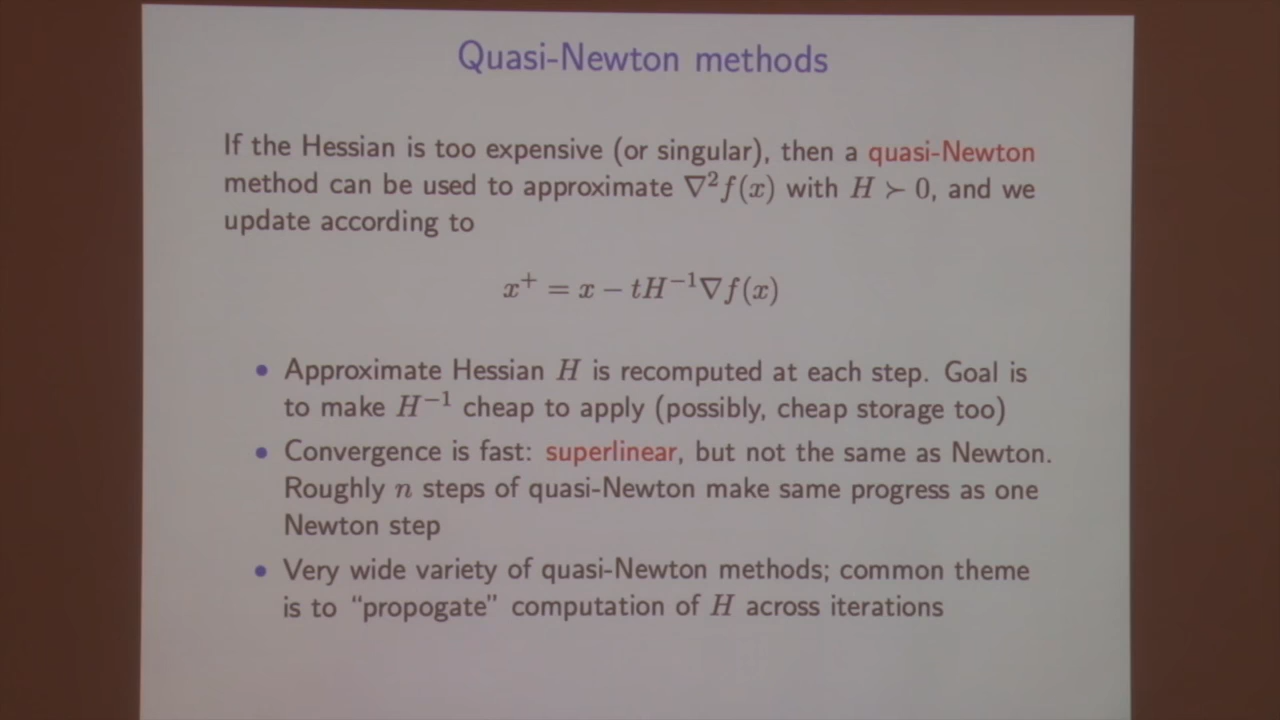 Quasi-Newton methods
If the Hessian is too expensive (or singular), then a quasi-Newton
method can be used to approximate ∇²f(x) with H ≻ 0, and we
update according to
x⁺ = x − tH⁻¹∇f(x)
• Approximate Hessian H is recomputed at each step. Goal is
to make H⁻¹ cheap to apply (possibly, cheap storage too)
• Convergence is fast: superlinear, but not the same as Newton.
Roughly n steps of quasi-Newton make same progress as one
Newton step
• Very wide variety of quasi-Newton methods; common theme
is to “propogate” computation of H across iterations